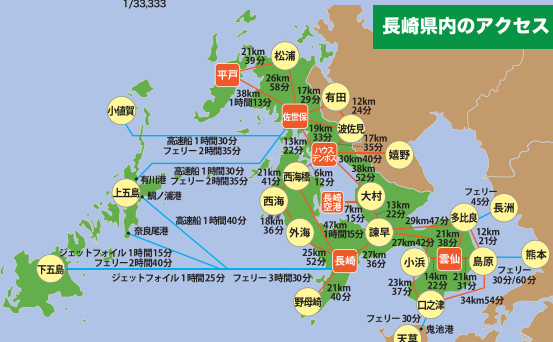 1/33,333
長崎県内のアクセス
松浦
21km
39分
平戸
26km
58分
38km
1時間13分
17km
29分
有田
12km
24分
小値賀
佐世保
波佐見
19km
33分
17km
35分
高速船 1時間30分
フェリー 2時間35分
13km
22分
ハウス
テンボス
嬉野
30km40分
38km
52分
高速船 1時間30分
フェリー 2時間35分
有川港
21km
41分
西海橋
6km
12分
上五島
鯛ノ浦港
西海
長崎
空港
大村
フェリー
45分
長洲
7km
15分
13km
22分
高速船 1時間40分
18km
36分
47km
1時間15分
29km47分
多比良
奈良尾港
外海
諫早
27km42分
21km
38分
12km
21分
ジェットフォイル 1時間15分
フェリー 2時間40分
25km
52分
27km
36分
長崎
小浜
雲仙
島原
熊本
下五島
フェリー
30分/60分
ジェットフォイル 1時間25分
フェリー 3時間30分
23km
37分
14km
22分
21km
31分
21km
40分
野母崎
口之津
34km54分
フェリー 30分
鬼池港
天草